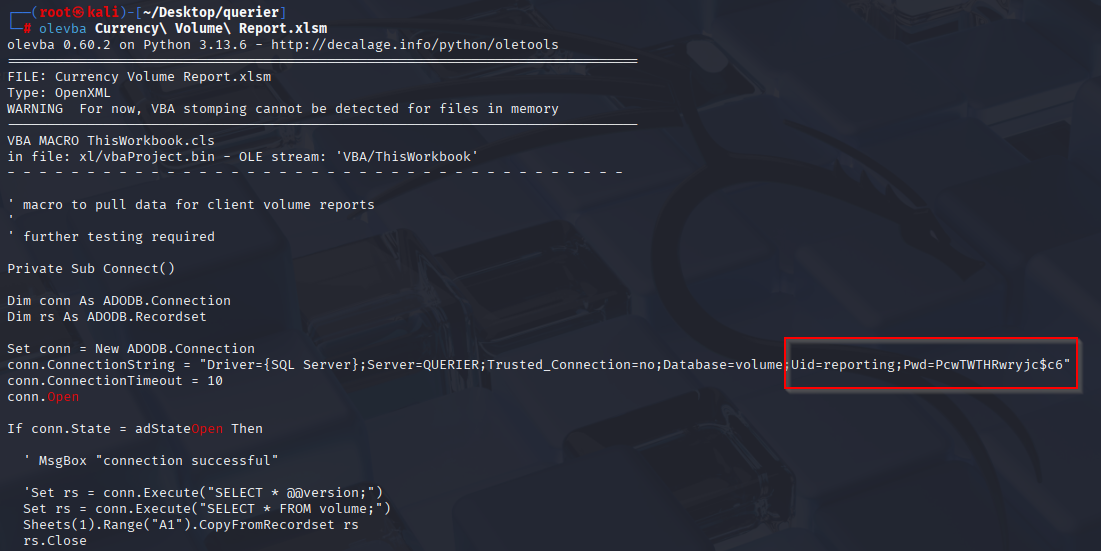 ┌──(root㉿kali)-[~/Desktop/querier]
└─# olevba Currency\ Volume\ Report.xlsm
olevba 0.60.2 on Python 3.13.6 - http://decalage.info/python/oletools
===============================================================================
FILE: Currency Volume Report.xlsm
Type: OpenXML
WARNING  For now, VBA stomping cannot be detected for files in memory
-------------------------------------------------------------------------------
VBA MACRO ThisWorkbook.cls
in file: xl/vbaProject.bin - OLE stream: 'VBA/ThisWorkbook'
- - - - - - - - - - - - - - - - - - - - - - - - - - - - - - - - - - - - - - -
' macro to pull data for client volume reports
'
' further testing required
Private Sub Connect()
Dim conn As ADODB.Connection
Dim rs As ADODB.Recordset
Set conn = New ADODB.Connection
conn.ConnectionString = "Driver={SQL Server};Server=QUERIER;Trusted_Connection=no;Database=volume;Uid=reporting;Pwd=PcwTWTHRwryjc$c6"
conn.ConnectionTimeout = 10
conn.Open
If conn.State = adStateOpen Then
  ' MsgBox "connection successful"
  'Set rs = conn.Execute("SELECT * @@version;")
  Set rs = conn.Execute("SELECT * FROM volume;")
  Sheets(1).Range("A1").CopyFromRecordset rs
  rs.Close